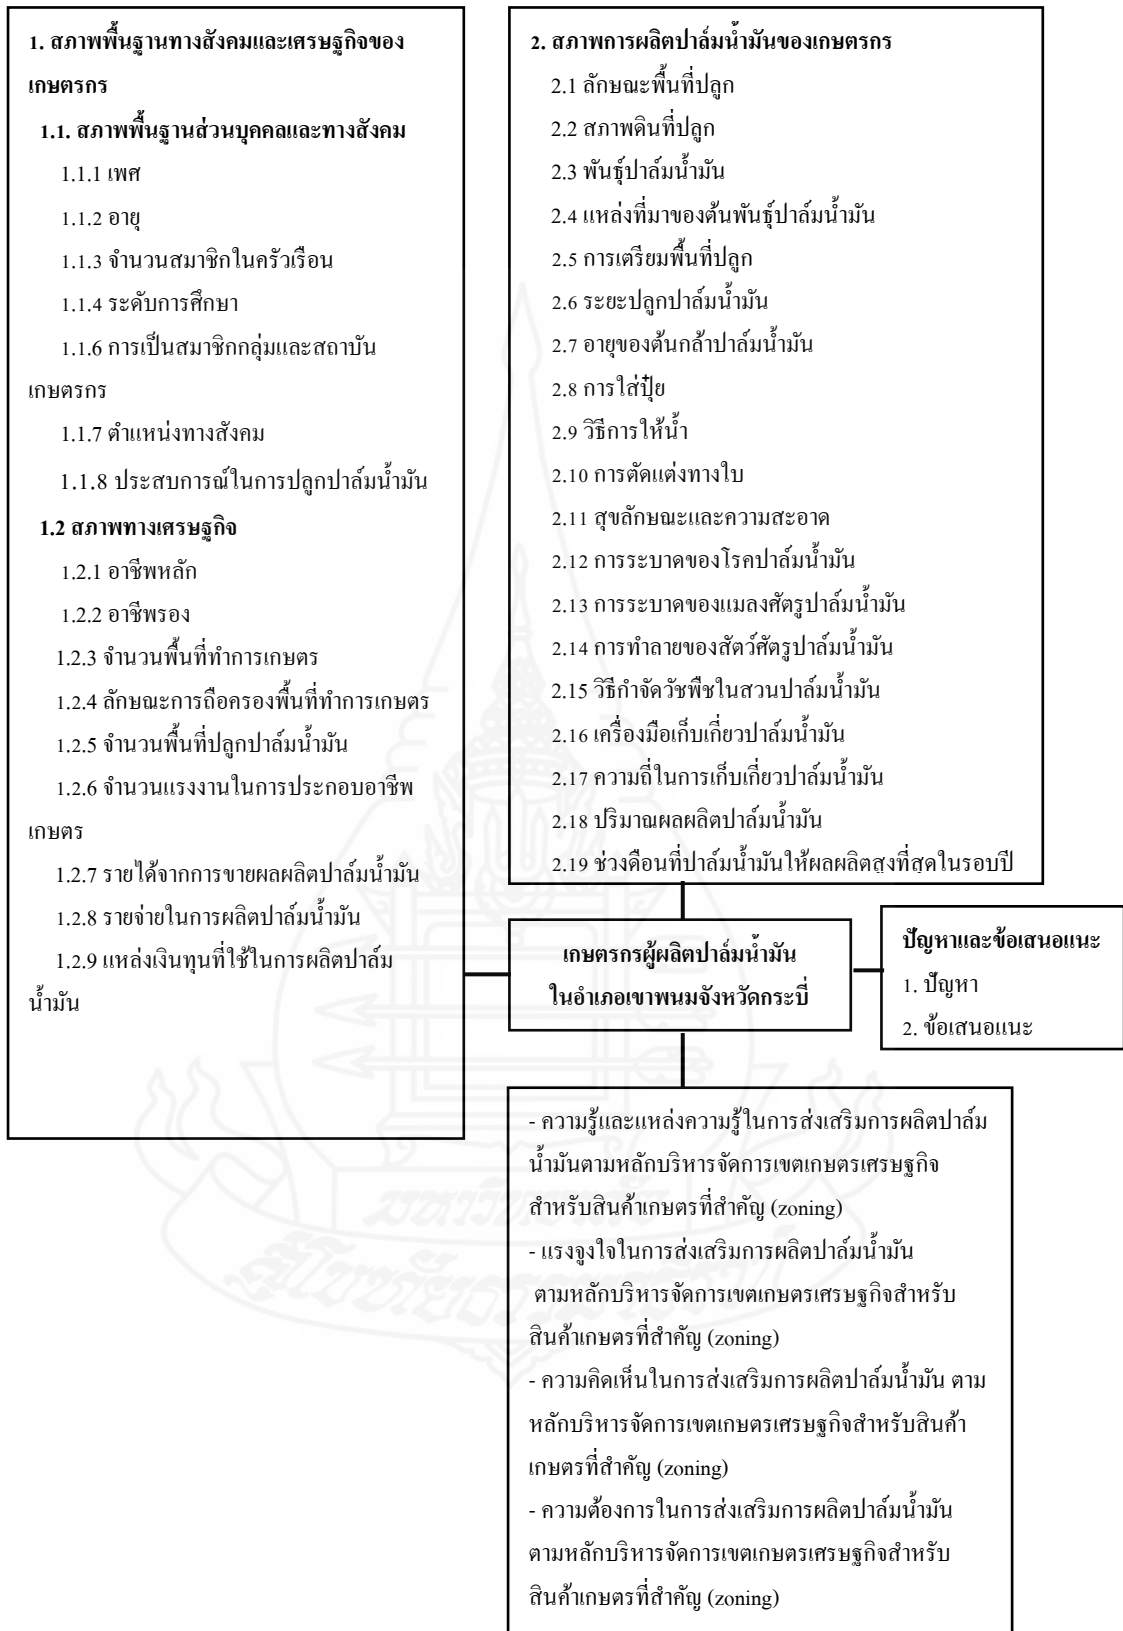 1. สภาพพื้นฐานทางสังคมและเศรษฐกิจของ
เกษตรกร
1.1. สภาพพื้นฐานส่วนบุคคลและทางสังคม
1.1.1 เพศ
1.1.2 อายุ
1.1.3 จำนวนสมาชิกในครัวเรือน
1.1.4 ระดับการศึกษา
1.1.6 การเป็นสมาชิกกลุ่มและสถาบัน
เกษตรกร
1.1.7 ตำแหน่งทางสังคม
1.1.8 ประสบการณ์ในการปลูกปาล์มน้ำมัน
1.2 สภาพทางเศรษฐกิจ
1.2.1 อาชีพหลัก
1.2.2 อาชีพรอง
1.2.3 จำนวนพื้นที่ทำการเกษตร
1.2.4 ลักษณะการถือครองพื้นที่ทำการเกษตร
1.2.5 จำนวนพื้นที่ปลูกปาล์มน้ำมัน
1.2.6 จำนวนแรงงานในการประกอบอาชีพ
เกษตร
1.2.7 รายได้จากการขายผลผลิตปาล์มน้ำมัน
1.2.8 รายจ่ายในการผลิตปาล์มน้ำมัน
1.2.9 แหล่งเงินทุนที่ใช้ในการผลิตปาล์ม
น้ำมัน
2. สภาพการผลิตปาล์มน้ำมันของเกษตรกร
2.1 ลักษณะพื้นที่ปลูก
2.2 สภาพดินที่ปลูก
2.3 พันธุ์ปาล์มน้ำมัน
2.4 แหล่งที่มาของต้นพันธุ์ปาล์มน้ำมัน
2.5 การเตรียมพื้นที่ปลูก
2.6 ระยะปลูกปาล์มน้ำมัน
2.7 อายุของต้นกล้าปาล์มน้ำมัน
2.8 การใส่ปุ๋ย
2.9 วิธีการให้น้ำ
2.10 การตัดแต่งทางใบ
2.11 สุขลักษณะและความสะอาด
2.12 การระบาดของโรคปาล์มน้ำมัน
2.13 การระบาดของแมลงศัตรูปาล์มน้ำมัน
2.14 การทำลายของสัตว์ศัตรูปาล์มน้ำมัน
2.15 วิธีกำจัดวัชพืชในสวนปาล์มน้ำมัน
2.16 เครื่องมือเก็บเกี่ยวปาล์มน้ำมัน
2.17 ความถี่ในการเก็บเกี่ยวปาล์มน้ำมัน
2.18 ปริมาณผลผลิตปาล์มน้ำมัน
2.19 ช่วงดือนที่ปาล์มน้ำมันให้ผลผลิตสูงที่สุดในรอบปี
เกษตรกรผู้ผลิตปาล์มน้ำมัน
ในอำเภอเขาพนมจังหวัดกระบี่
ปัญหาและข้อเสนอแนะ
1. ปัญหา
2. ข้อเสนอแนะ
- ความรู้และแหล่งความรู้ในการส่งเสริมการผลิตปาล์ม
น้ำมันตามหลักบริหารจัดการเขตเกษตรเศรษฐกิจ
สำหรับสินค้าเกษตรที่สำคัญ (zoning)
- แรงจูงใจในการส่งเสริมการผลิตปาล์มน้ำมัน
ตามหลักบริหารจัดการเขตเกษตรเศรษฐกิจสำหรับ
สินค้าเกษตรที่สำคัญ (zoning)
- ความคิดเห็นในการส่งเสริมการผลิตปาล์มน้ำมัน ตาม
หลักบริหารจัดการเขตเกษตรเศรษฐกิจสำหรับสินค้า
เกษตรที่สำคัญ (zoning)
- ความต้องการในการส่งเสริมการผลิตปาล์มน้ำมัน
ตามหลักบริหารจัดการเขตเกษตรเศรษฐกิจสำหรับ
สินค้าเกษตรที่สำคัญ (zoning)
มหาวิทยาลัย
สุโขทัยธรรมาธิราช